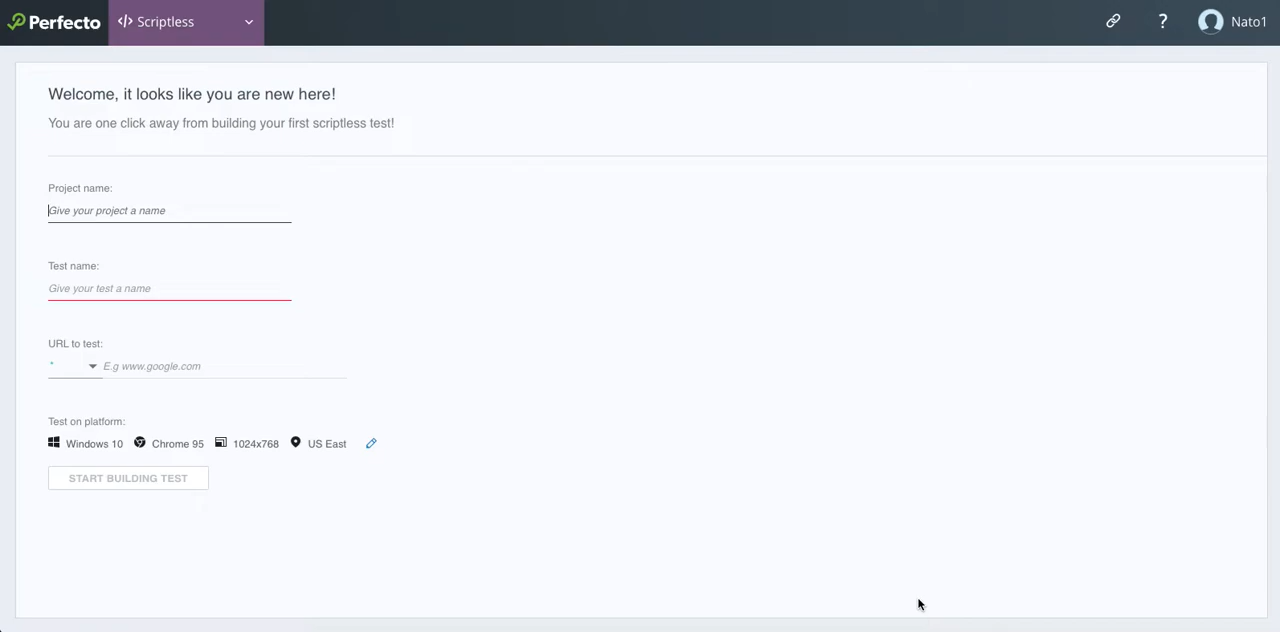 Perfecto
</> Scriptless
?
Nato1
Welcome, it looks like you are new here!
You are one click away from building your first scriptless test!
Project name:
Give your project a name
Test name:
Give your test a name
URL to test:
* E.g www.google.com
Test on platform:
Windows 10 Chrome 95 1024x768 US East
START BUILDING TEST